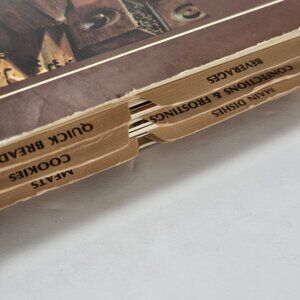 BEVERAGES
CONFECTIONS & FROSTINGS
MAIN DISHES
QUICK BREAD
COOKIES
MEATS